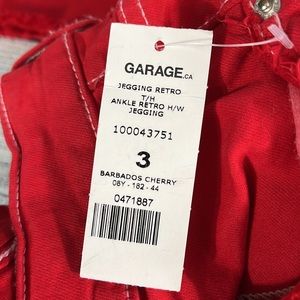 GARAGE.CA
JEGGING RETRO
T/H
ANKLE RETRO H/W
JEGGING
100043751
3
BARBADOS CHERRY
08Y - 182 - 44
0471887